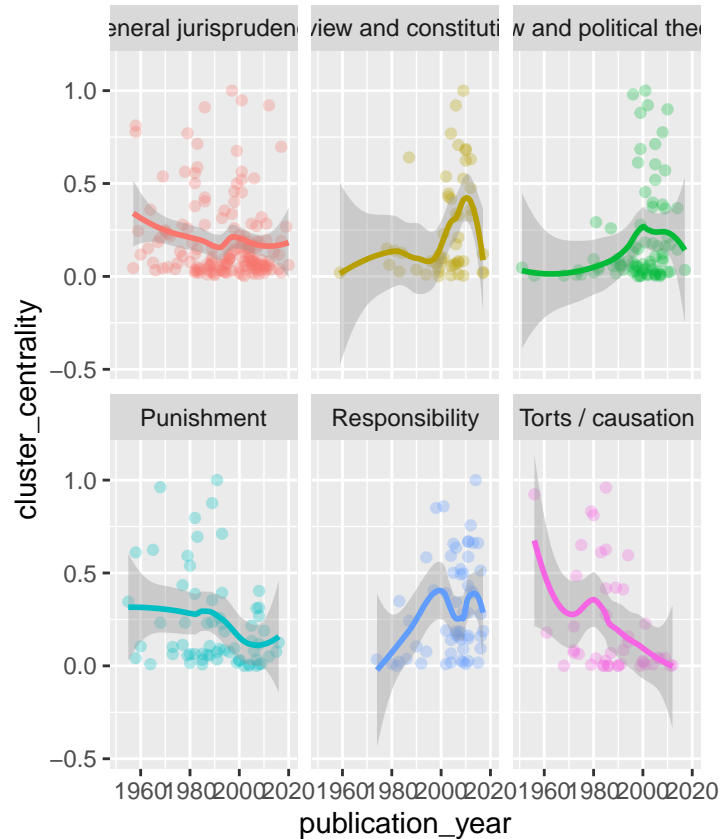 eneral jurisprudenc
view and constituti
w and political theo
1.0
0.5
0.0
−0.5
Punishment
Responsibility
Torts / causation
1.0
0.5
0.0
−0.5
cluster_centrality
1960 1980 2000 2020
1960 1980 2000 2020
1960 1980 2000 2020
publication_year